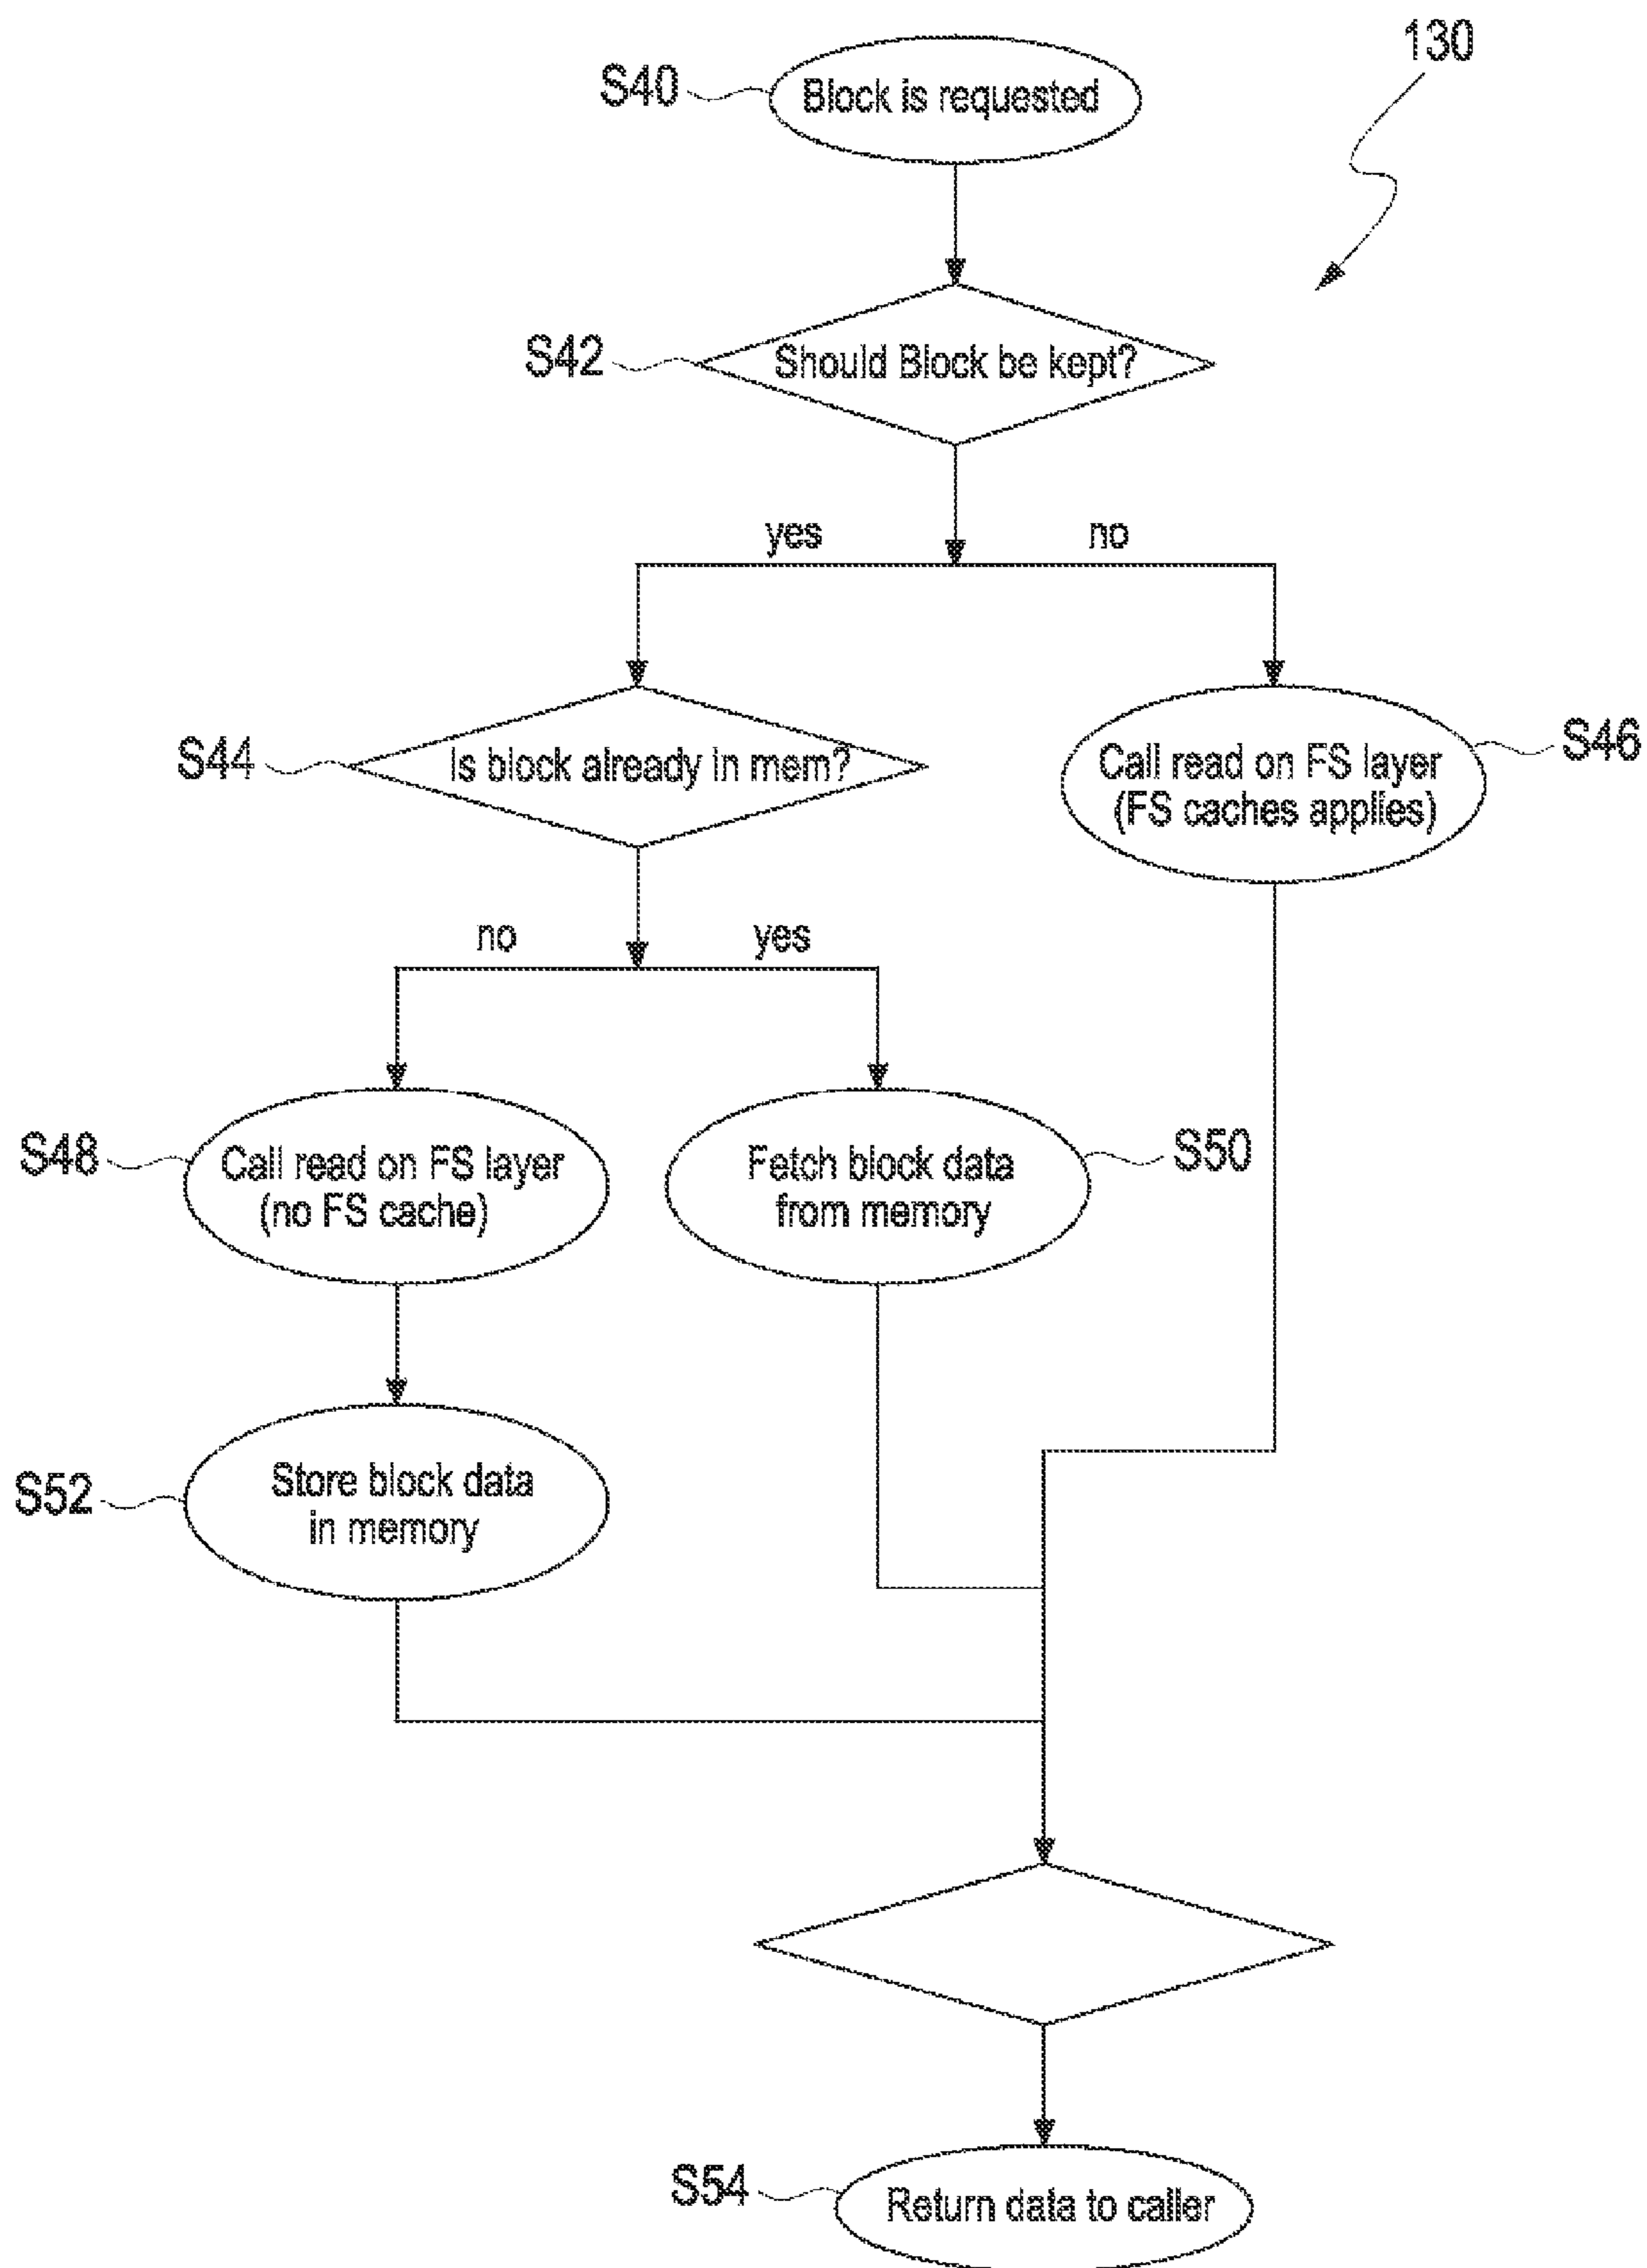 130
S40
Block is requested
S42
Should Block be kept?
yes
no
S44
Is block already in mem?
Call read on FS layer
(FS caches applies)
S46
no
yes
S48
Call read on FS layer
(no FS cache)
Fetch block data
from memory
S50
S52
Store block data
in memory
S54
Return data to caller